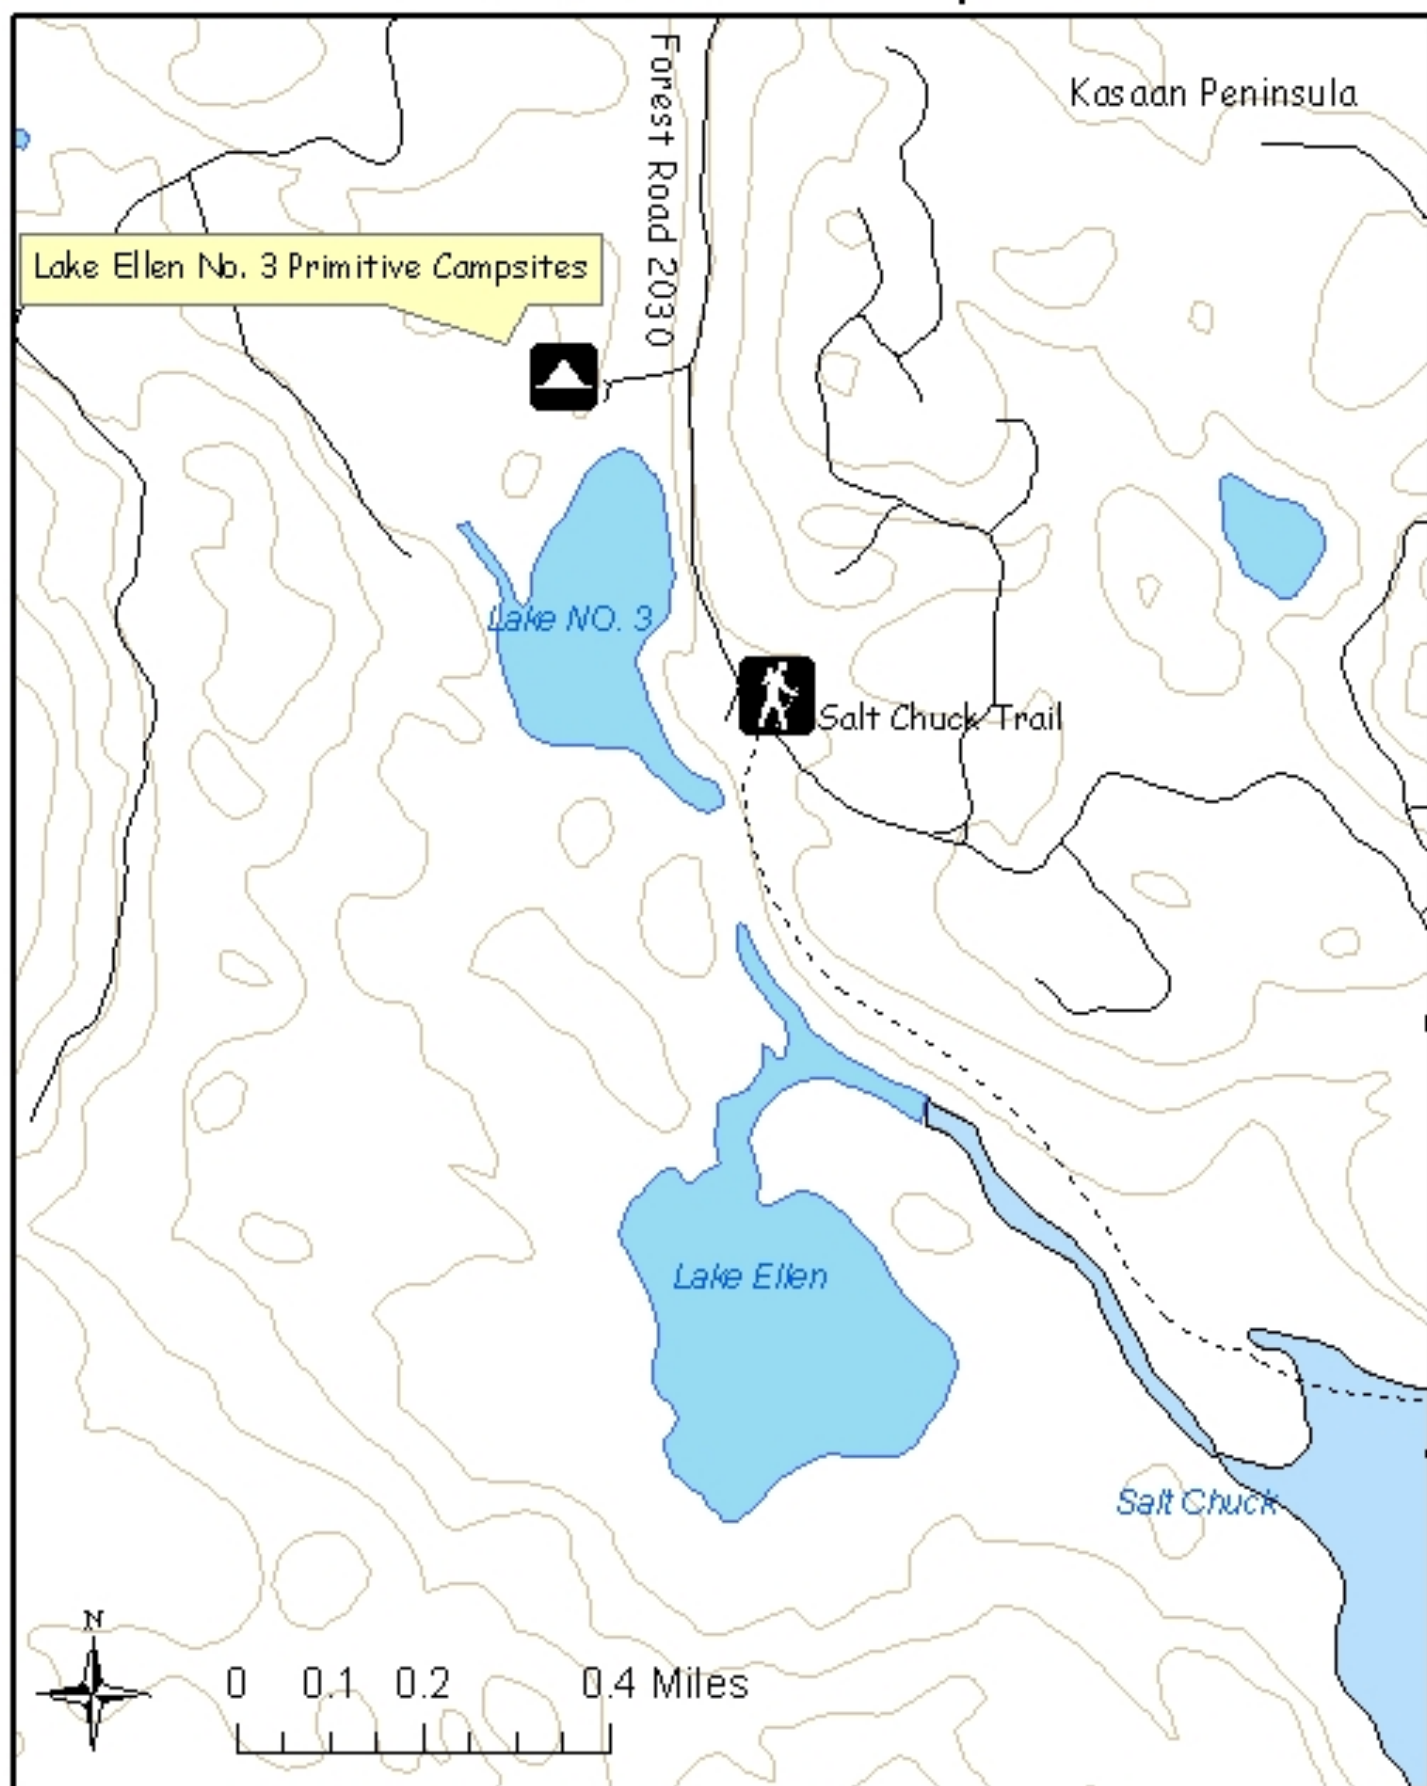 Kasaan Peninsula
Forest Road 2030
Lake Ellen No. 3 Primitive Campsites
Lake NO. 3
Salt Chuck Trail
Lake Ellen
Salt Chuck
N
0 0.1 0.2 0.4 Miles